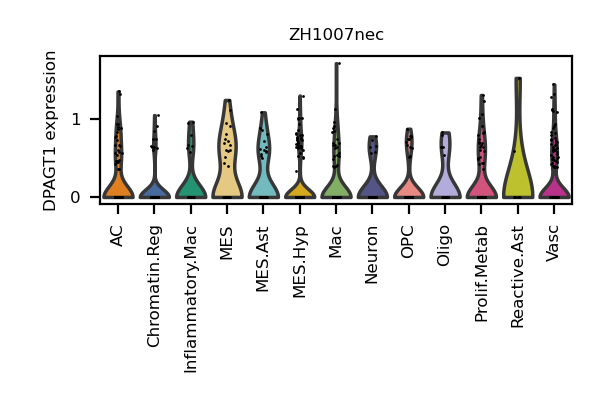 ZH1007nec
DPAGT1 expression
1
0
AC
Chromatin.Reg
Inflammatory.Mac
MES
MES.Ast
MES.Hyp
Mac
Neuron
OPC
Oligo
Prolif.Metab
Reactive.Ast
Vasc